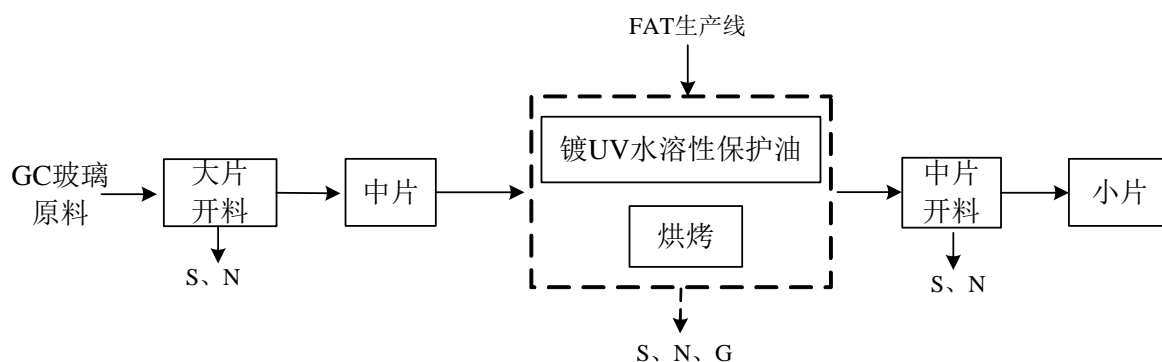 FAT生产线
GC玻璃
原料
大片
开料
中片
镀UV水溶性保护油
烘烤
中片
开料
小片
S、N
S、N
S、N、G